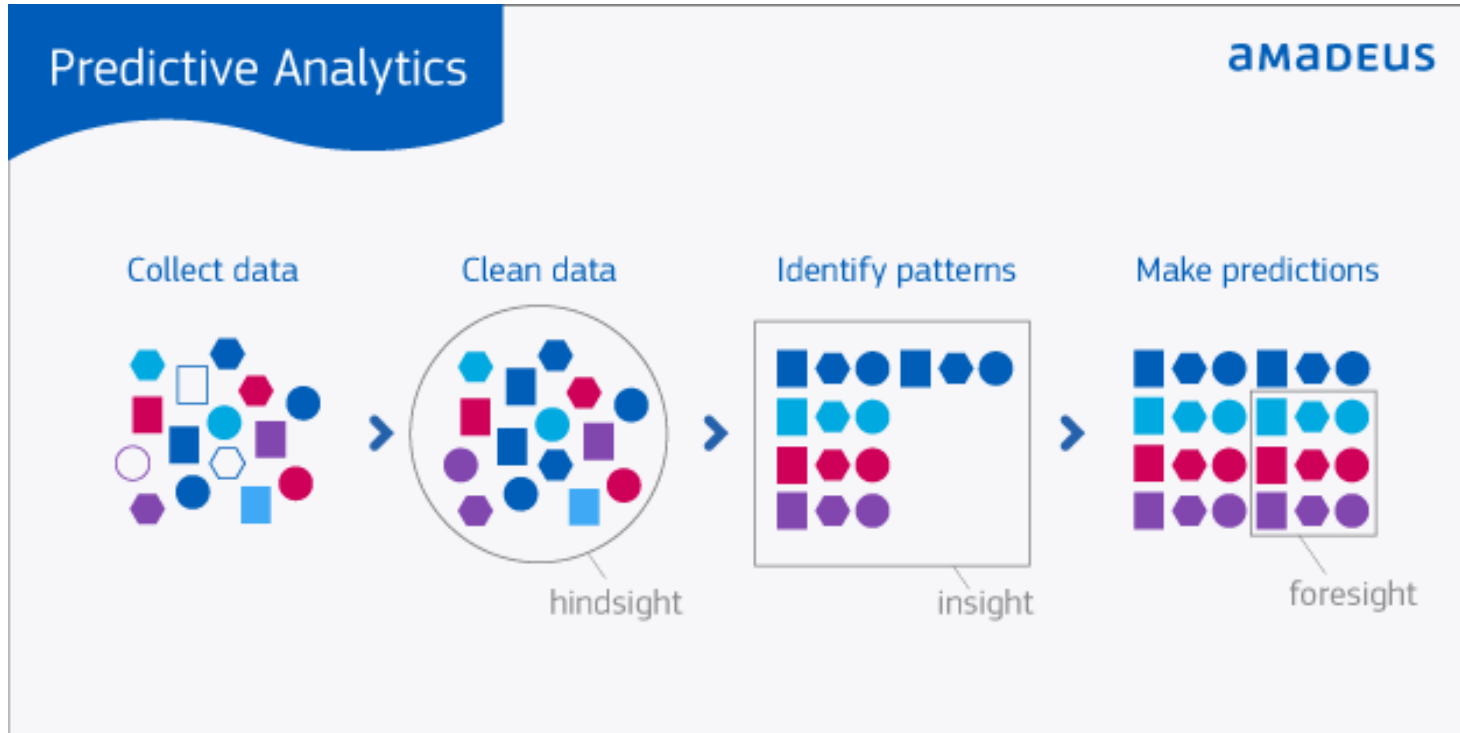 Predictive Analytics
aMaDEUS
Collect data
Clean data
Identify patterns
Make predictions
hindsight
insight
foresight